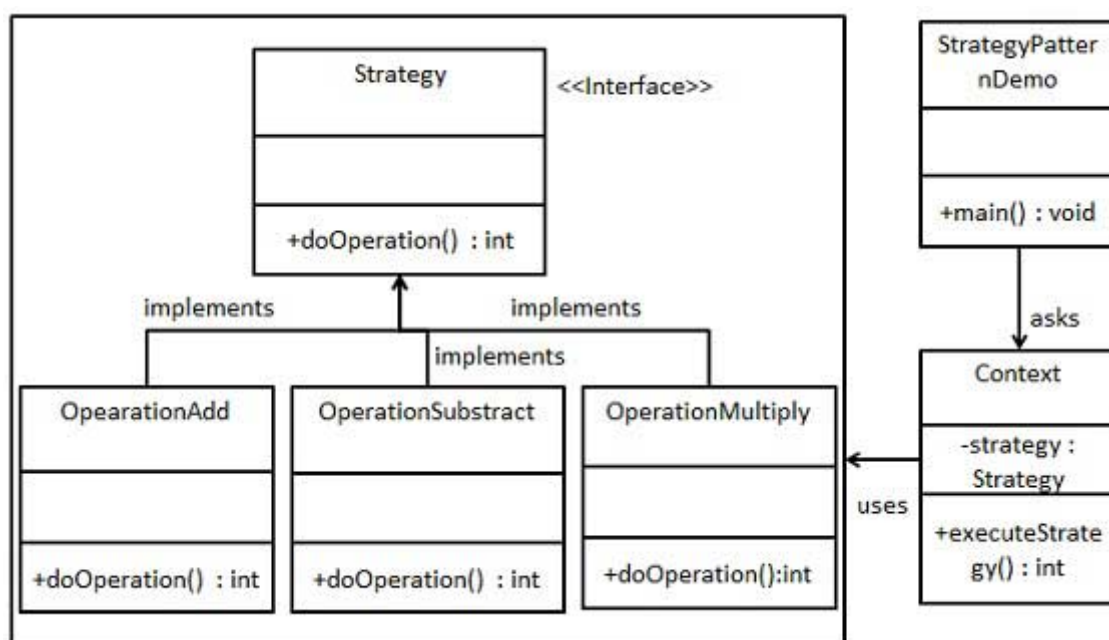 Strategy
<<Interface>>
+doOperation() : int
implements
implements
implements
OpearationAdd
+doOperation() : int
OperationSubstract
+doOperation() : int
OperationMultiply
+doOperation():int
StrategyPatter
nDemo
+main() : void
asks
Context
-strategy :
Strategy
+executeStrate
gy() : int
uses